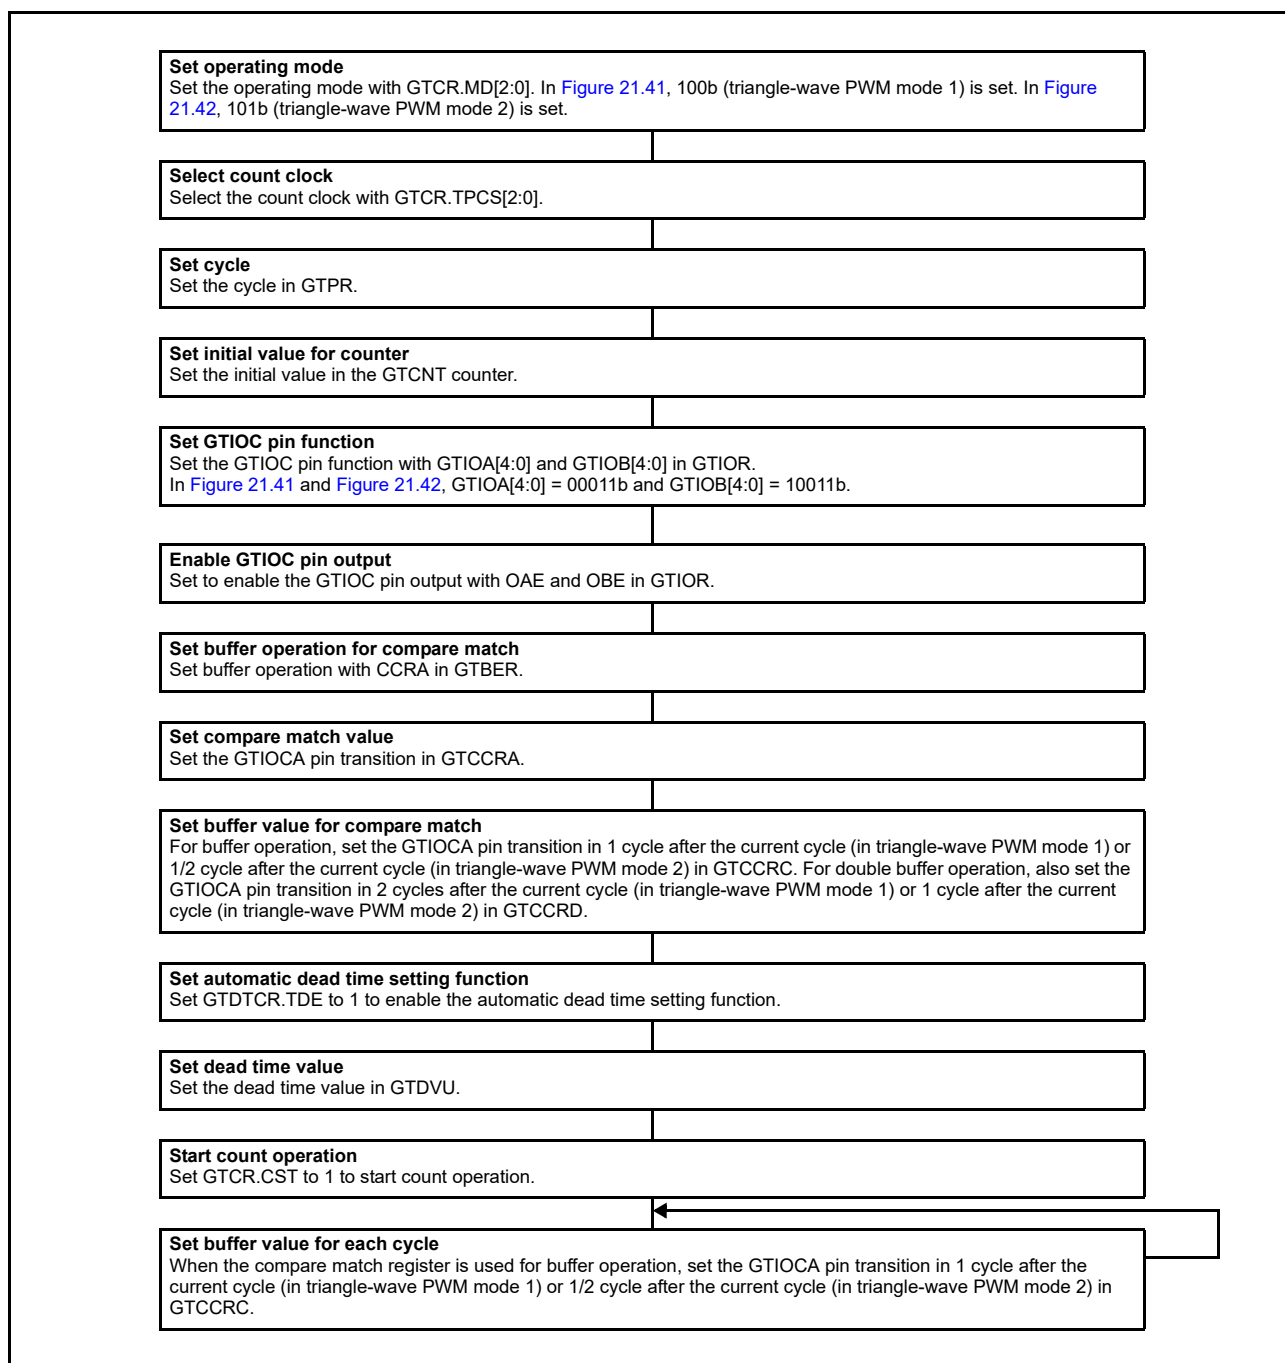 Set operating mode
Set the operating mode with GTCR.MD[2:0]. In Figure 21.41, 100b (triangle-wave PWM mode 1) is set. In Figure
21.42, 101b (triangle-wave PWM mode 2) is set.
Select count clock
Select the count clock with GTCR.TPCS[2:0].
Set cycle
Set the cycle in GTPR.
Set initial value for counter
Set the initial value in the GTCNT counter.
Set GTIOC pin function
Set the GTIOC pin function with GTIOA[4:0] and GTIOB[4:0] in GTIOR.
In Figure 21.41 and Figure 21.42, GTIOA[4:0] = 00011b and GTIOB[4:0] = 10011b.
Enable GTIOC pin output
Set to enable the GTIOC pin output with OAE and OBE in GTIOR.
Set buffer operation for compare match
Set buffer operation with CCRA in GTBER.
Set compare match value
Set the GTIOCA pin transition in GTCCRA.
Set buffer value for compare match
For buffer operation, set the GTIOCA pin transition in 1 cycle after the current cycle (in triangle-wave PWM mode 1) or
1/2 cycle after the current cycle (in triangle-wave PWM mode 2) in GTCCRC. For double buffer operation, also set the
GTIOCA pin transition in 2 cycles after the current cycle (in triangle-wave PWM mode 1) or 1 cycle after the current
cycle (in triangle-wave PWM mode 2) in GTCCRD.
Set automatic dead time setting function
Set GTDTCR.TDE to 1 to enable the automatic dead time setting function.
Set dead time value
Set the dead time value in GTDVU.
Start count operation
Set GTCR.CST to 1 to start count operation.
Set buffer value for each cycle
When the compare match register is used for buffer operation, set the GTIOCA pin transition in 1 cycle after the
current cycle (in triangle-wave PWM mode 1) or 1/2 cycle after the current cycle (in triangle-wave PWM mode 2) in
GTCCRC.